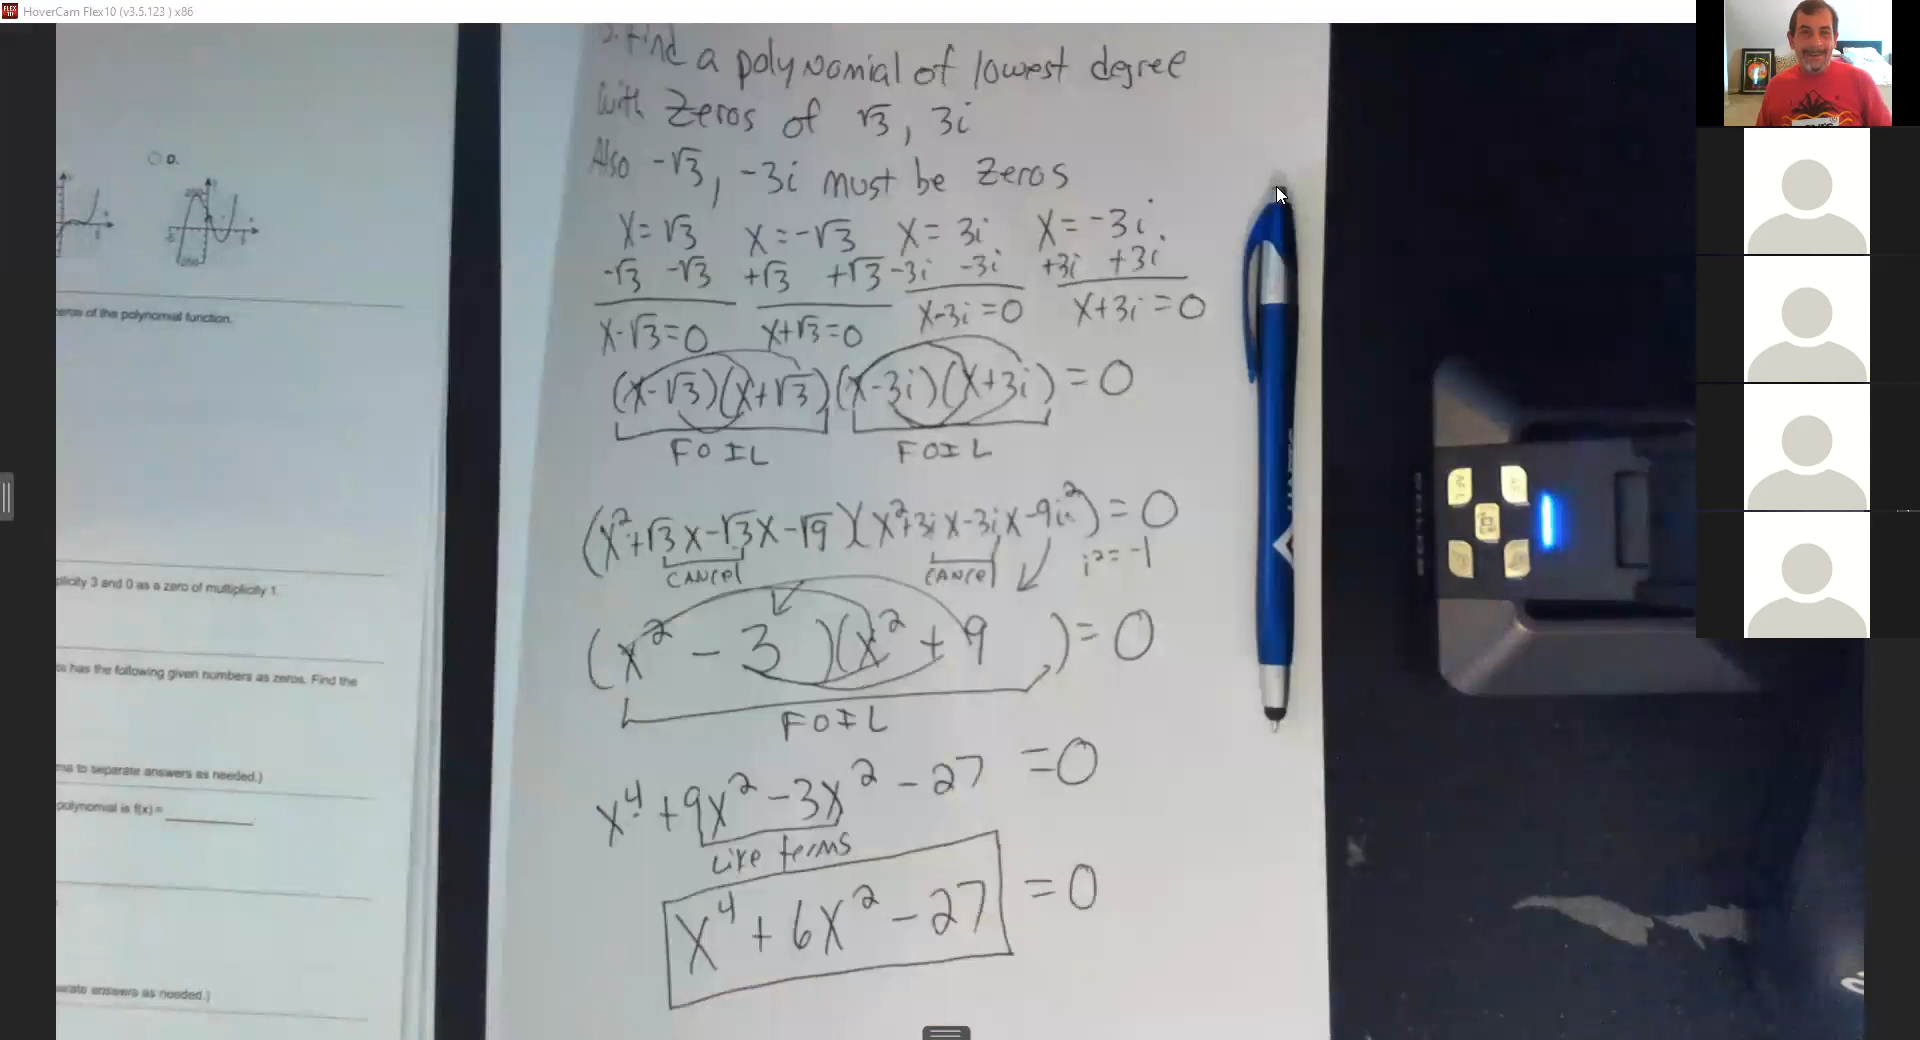 HoverCam Flex10 (v3.5.123 ) x86
Find a polynomial of lowest degree
with zeros of √3, 3i
Also -√3, -3i must be zeros
x=√3 x=-√3 x=3i x=-3i
-√3 -√3 +√3 +√3 -3i -3i +3i +3i
x-√3=0 x+√3=0 x-3i=0 x+3i=0
(x-√3)(x+√3)(x-3i)(x+3i)=0
FOIL FOIL
(x²+√3x-√3x-√9)(x²+3ix-3ix-9i²)=0
cancel cancel i²=-1
(x²-3)(x²+9)=0
FOIL
x⁴+9x²-3x²-27=0
Like terms
x⁴+6x²-27=0
D.
zeros of the polynomial function.
plicity 3 and 0 as a zero of multiplicity 1.
has the following given numbers as zeros. Find the
to separate answers as needed.)
polynomial is f(x)=
answers as needed.)